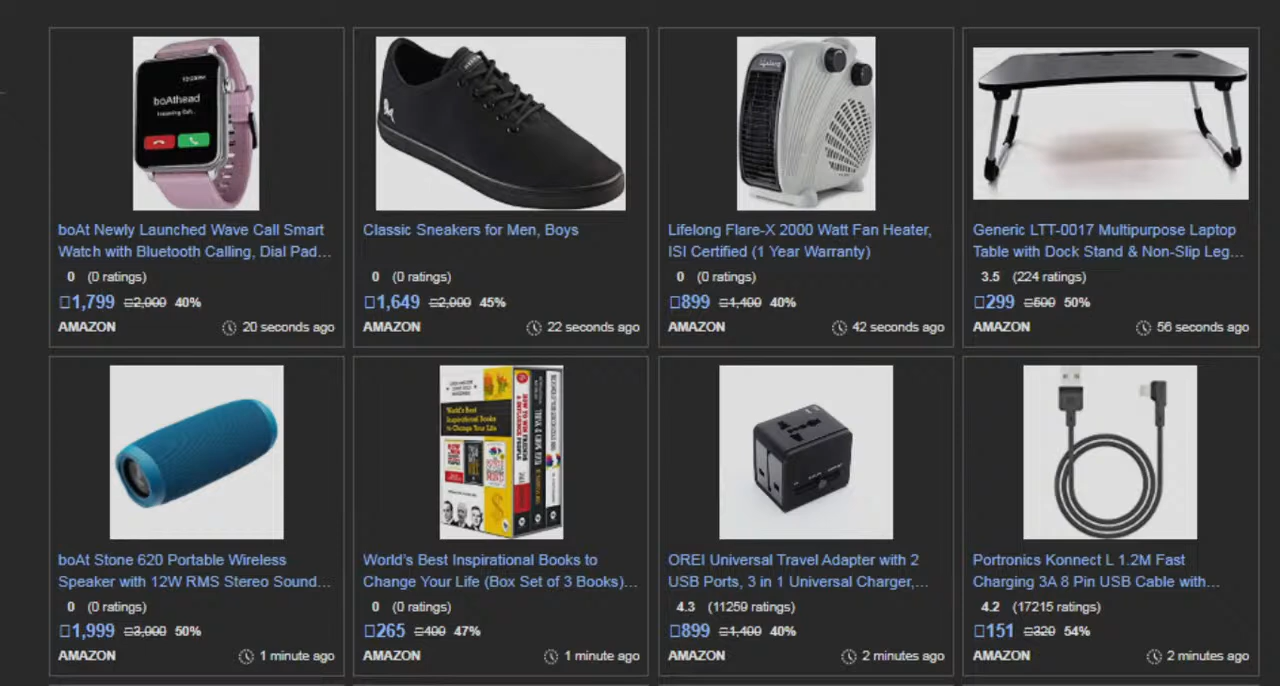 boAthead
boAt Newly Launched Wave Call Smart
Watch with Bluetooth Calling, Dial Pad...
0 (0 ratings)
1,799 2,000 40%
AMAZON 20 seconds ago
Classic Sneakers for Men, Boys
0 (0 ratings)
1,649 2,000 45%
AMAZON 22 seconds ago
Lifelong Flare-X 2000 Watt Fan Heater,
ISI Certified (1 Year Warranty)
0 (0 ratings)
899 1,400 40%
AMAZON 42 seconds ago
Generic LTT-0017 Multipurpose Laptop
Table with Dock Stand & Non-Slip Leg...
3.5 (224 ratings)
299 500 50%
AMAZON 56 seconds ago
World's Best
Inspirational Books
to Change Your Life
boAt Stone 620 Portable Wireless
Speaker with 12W RMS Stereo Sound...
0 (0 ratings)
1,999 3,000 50%
AMAZON 1 minute ago
World's Best Inspirational Books to
Change Your Life (Box Set of 3 Books)...
0 (0 ratings)
265 400 47%
AMAZON 1 minute ago
OREI Universal Travel Adapter with 2
USB Ports, 3 in 1 Universal Charger,...
4.3 (11259 ratings)
899 1,400 40%
AMAZON 2 minutes ago
Portronics Konnect L 1.2M Fast
Charging 3A 8 Pin USB Cable with...
4.2 (17215 ratings)
151 320 54%
AMAZON 2 minutes ago